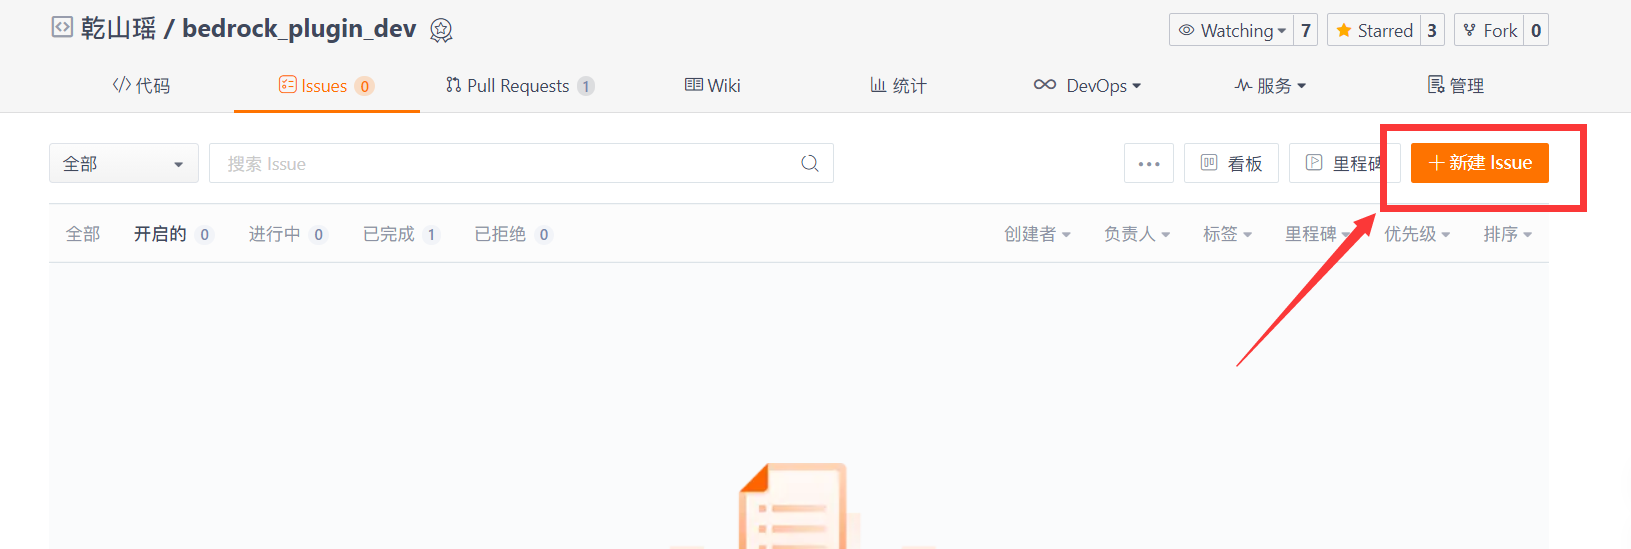 乾山瑶 / bedrock_plugin_dev
Watching 7 Starred 3 Fork 0
代码 Issues 0 Pull Requests 1 Wiki 统计 DevOps 服务 管理
全部 搜索 Issue 看板 里程碑 + 新建 Issue
全部 开启的 0 进行中 0 已完成 1 已拒绝 0 创建者 负责人 标签 里程碑 优先级 排序